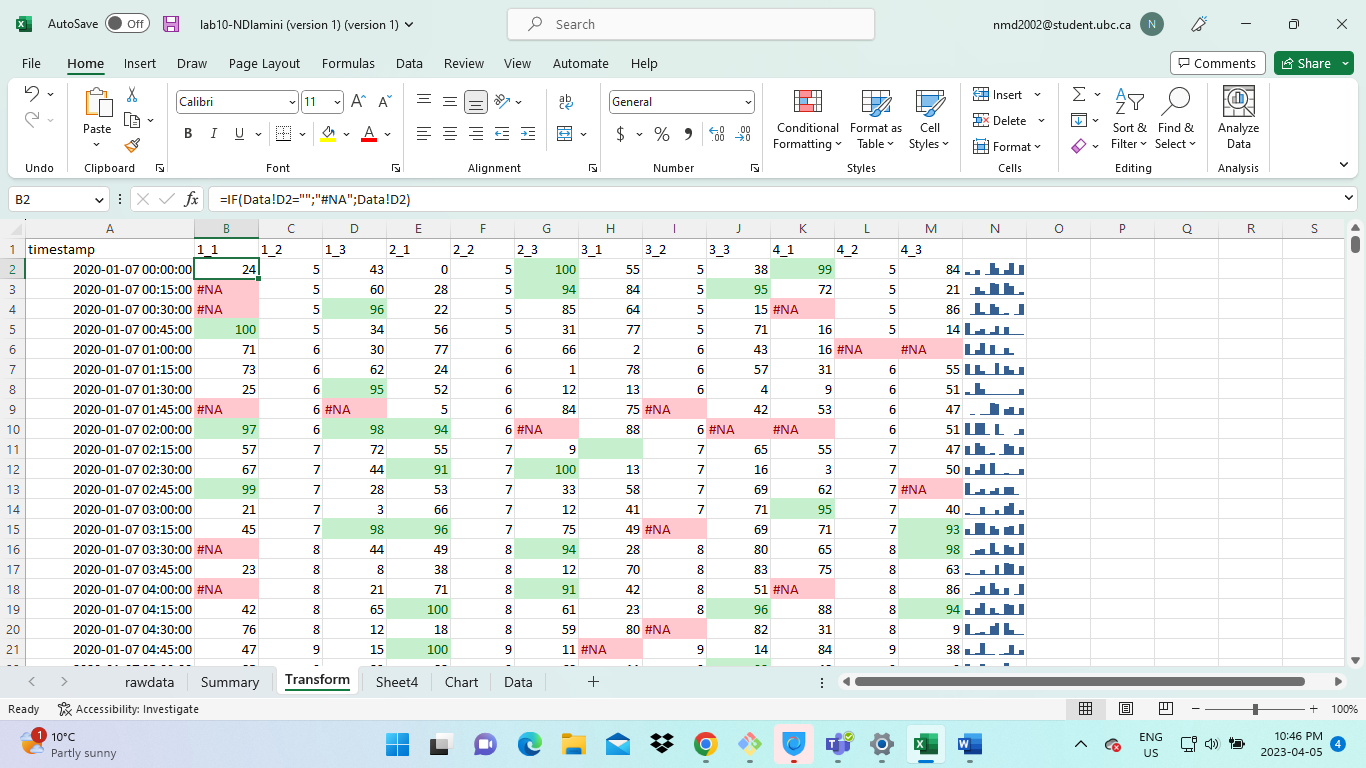 AutoSave Off lab10-NDlamini (version 1) (version 1) Search nmd2002@student.ubc.ca N
File Home Insert Draw Page Layout Formulas Data Review View Automate Help Comments Share
Calibri 11 General
Paste Conditional Formatting Format as Table Cell Styles Insert Delete Format Sort & Filter Find & Select Analyze Data
Undo Clipboard Font Alignment Number Styles Cells Editing Analysis
B2 fx =IF(Data!D2="";"#NA";Data!D2)
A B C D E F G H I J K L M N O P Q R S
1 timestamp 1_1 1_2 1_3 2_1 2_2 2_3 3_1 3_2 3_3 4_1 4_2 4_3
2 2020-01-07 00:00:00 24 5 43 0 5 100 55 5 38 99 5 84
3 2020-01-07 00:15:00 #NA 5 60 28 5 94 84 5 95 72 5 21
4 2020-01-07 00:30:00 #NA 5 96 22 5 85 64 5 15 #NA 5 86
5 2020-01-07 00:45:00 100 5 34 56 5 31 77 5 71 16 5 14
6 2020-01-07 01:00:00 71 6 30 77 6 66 2 6 43 16 #NA #NA
7 2020-01-07 01:15:00 73 6 62 24 6 1 78 6 57 31 6 55
8 2020-01-07 01:30:00 25 6 95 52 6 12 13 6 4 9 6 51
9 2020-01-07 01:45:00 #NA 6 #NA 5 6 84 75 #NA 42 53 6 47
10 2020-01-07 02:00:00 97 6 98 94 6 #NA 88 6 #NA #NA 6 51
11 2020-01-07 02:15:00 57 7 72 55 7 9 7 65 55 7 47
12 2020-01-07 02:30:00 67 7 44 91 7 100 13 7 16 3 7 50
13 2020-01-07 02:45:00 99 7 28 53 7 33 58 7 69 62 7 #NA
14 2020-01-07 03:00:00 21 7 3 66 7 12 41 7 71 95 7 40
15 2020-01-07 03:15:00 45 7 98 96 7 75 49 #NA 69 71 7 93
16 2020-01-07 03:30:00 #NA 8 44 49 8 94 28 8 80 65 8 98
17 2020-01-07 03:45:00 23 8 8 38 8 12 70 8 83 75 8 63
18 2020-01-07 04:00:00 #NA 8 21 71 8 91 42 8 51 #NA 8 86
19 2020-01-07 04:15:00 42 8 65 100 8 61 23 8 96 88 8 94
20 2020-01-07 04:30:00 76 8 12 18 8 59 80 #NA 82 31 8 9
21 2020-01-07 04:45:00 47 9 15 100 9 11 #NA 9 14 84 9 38
rawdata Summary Transform Sheet4 Chart Data
Ready Accessibility: Investigate 100%
1 10°C ENG 10:46 PM 4
Partly sunny US 2023-04-05